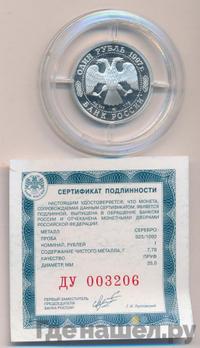 ОДИН РУБЛЬ 1997 г.
БАНК РОССИИ
СЕРТИФИКАТ ПОДЛИННОСТИ
НАСТОЯЩИМ УДОСТОВЕРЯЕТСЯ, ЧТО МОНЕТА,
СОПРОВОЖДАЕМАЯ ДАННЫМ СЕРТИФИКАТОМ, ЯВЛЯЕТСЯ
ПОДЛИННОЙ, ВЫПУЩЕНА В ОБРАЩЕНИЕ БАНКОМ
РОССИИ И ОТЧЕКАНЕНА МОНЕТНЫМИ ДВОРАМИ
РОССИЙСКОЙ ФЕДЕРАЦИИ.
МЕТАЛЛ СЕРЕБРО
ПРОБА 925/1000
НОМИНАЛ, РУБЛЕЙ 1
СОДЕРЖАНИЕ ЧИСТОГО МЕТАЛЛА, Г 7,78
КАЧЕСТВО ПРУФ
ДИАМЕТР, ММ 25,0
ДУ 003206
ПЕРВЫЙ ЗАМЕСТИТЕЛЬ
ПРЕДСЕДАТЕЛЯ
БАНКА РОССИИ
гденашел.ру